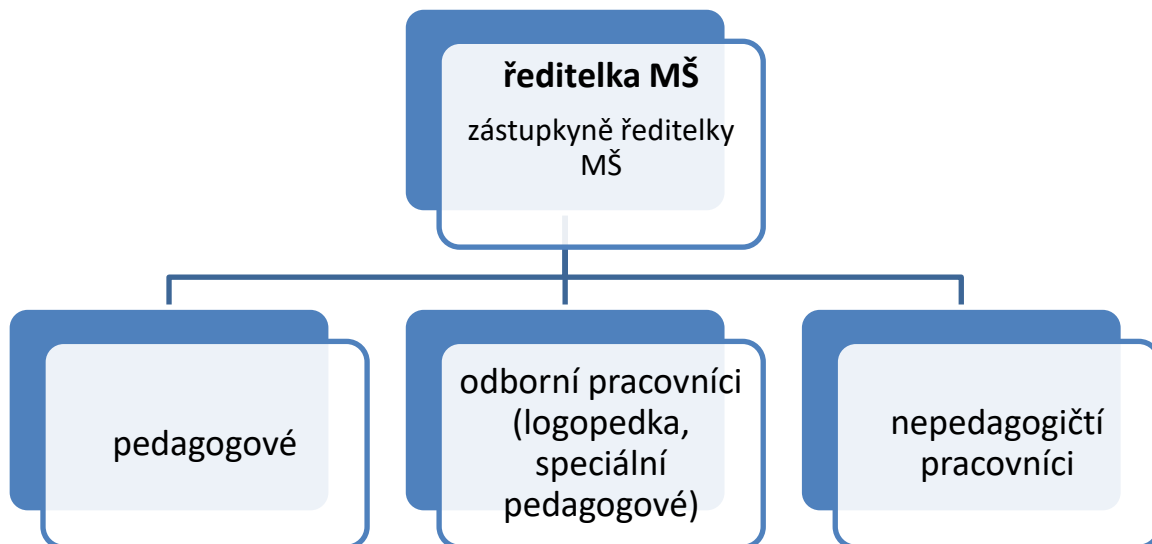 ředitelka MŠ
zástupkyně ředitelky
MŠ
pedagogové
odborní pracovníci
(logopedka,
speciální
pedagogové)
nepedagogičtí
pracovníci